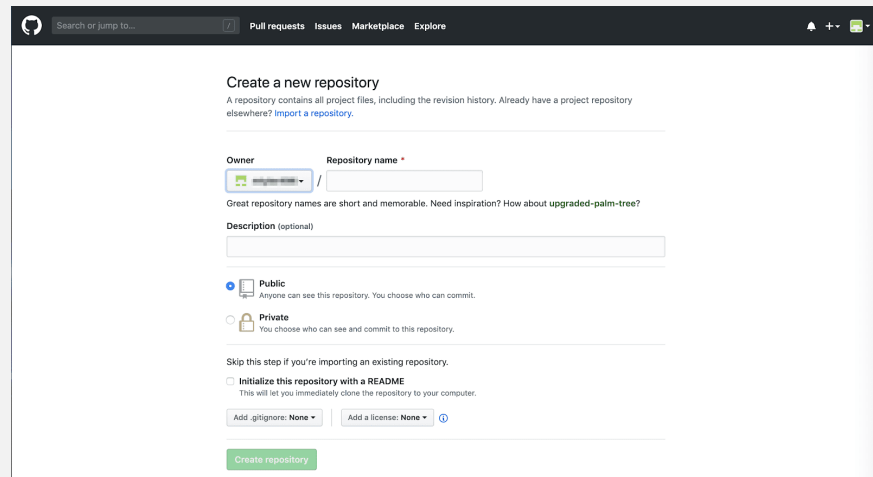 Search or jump to... /
Pull requests Issues Marketplace Explore
Create a new repository
A repository contains all project files, including the revision history. Already have a project repository
elsewhere? Import a repository.
Owner Repository name *
/
Great repository names are short and memorable. Need inspiration? How about upgraded-palm-tree?
Description (optional)
Public
Anyone can see this repository. You choose who can commit.
Private
You choose who can see and commit to this repository.
Skip this step if you're importing an existing repository.
Initialize this repository with a README
This will let you immediately clone the repository to your computer.
Add .gitignore: None Add a license: None
Create repository